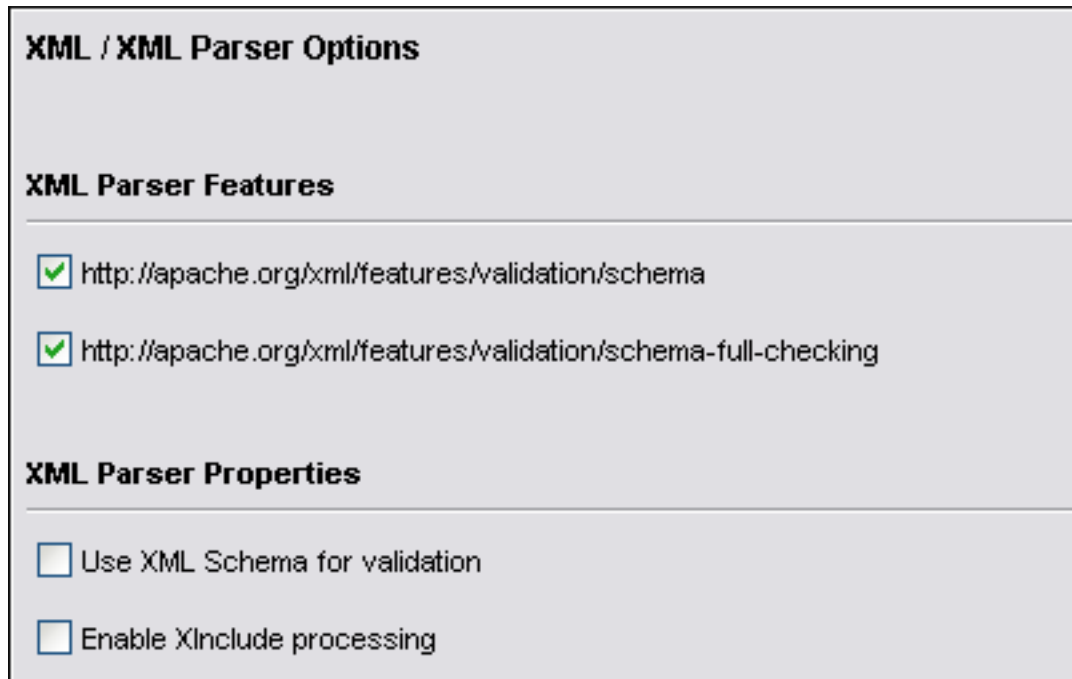 XML / XML Parser Options
XML Parser Features
http://apache.org/xml/features/validation/schema
http://apache.org/xml/features/validation/schema-full-checking
XML Parser Properties
Use XML Schema for validation
Enable XInclude processing